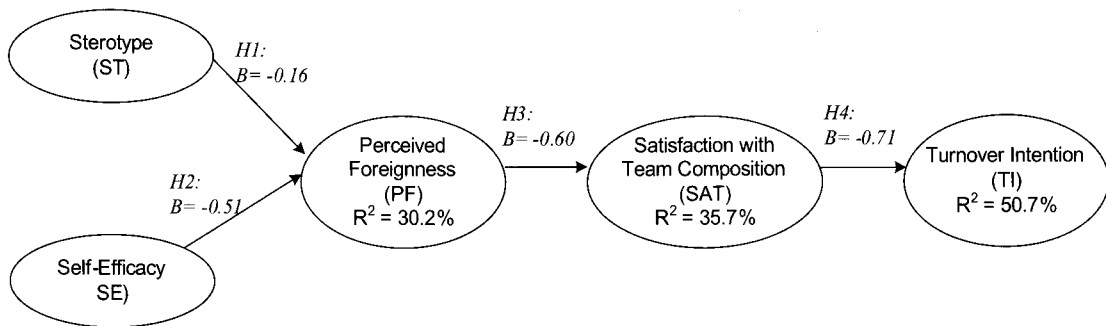 Sterotype
(ST)
H1:
B= -0.16
H2:
B= -0.51
Self-Efficacy
SE)
Perceived
Foreignness
(PF)
R² = 30.2%
H3:
B= -0.60
Satisfaction with
Team Composition
(SAT)
R² = 35.7%
H4:
B= -0.71
Turnover Intention
(TI)
R² = 50.7%